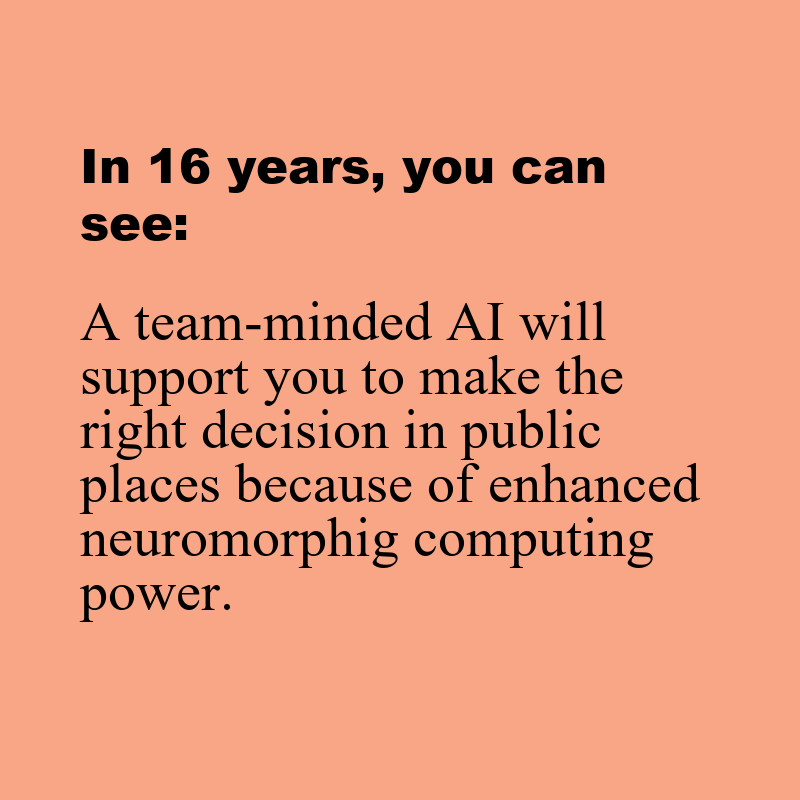 In 16 years, you can
see:
A team-minded AI will
support you to make the
right decision in public
places because of enhanced
neuromorphig computing
power.